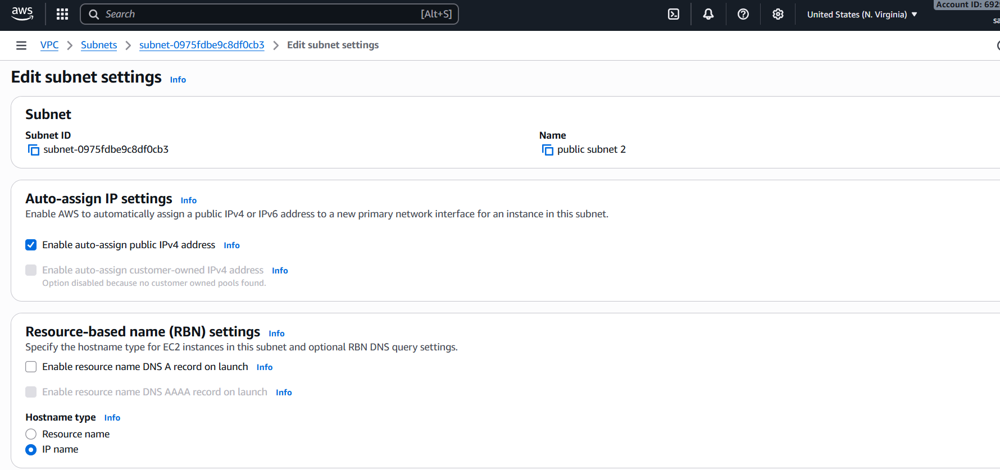 aws
Search [Alt+S]
United States (N. Virginia)
Account ID: 692
VPC > Subnets > subnet-0975fdbe9c8df0cb3 > Edit subnet settings
Edit subnet settings Info
Subnet
Subnet ID
subnet-0975fdbe9c8df0cb3
Name
public subnet 2
Auto-assign IP settings Info
Enable AWS to automatically assign a public IPv4 or IPv6 address to a new primary network interface for an instance in this subnet.
Enable auto-assign public IPv4 address Info
Enable auto-assign customer-owned IPv4 address Info
Option disabled because no customer owned pools found.
Resource-based name (RBN) settings Info
Specify the hostname type for EC2 instances in this subnet and optional RBN DNS query settings.
Enable resource name DNS A record on launch Info
Enable resource name DNS AAAA record on launch Info
Hostname type Info
Resource name
IP name